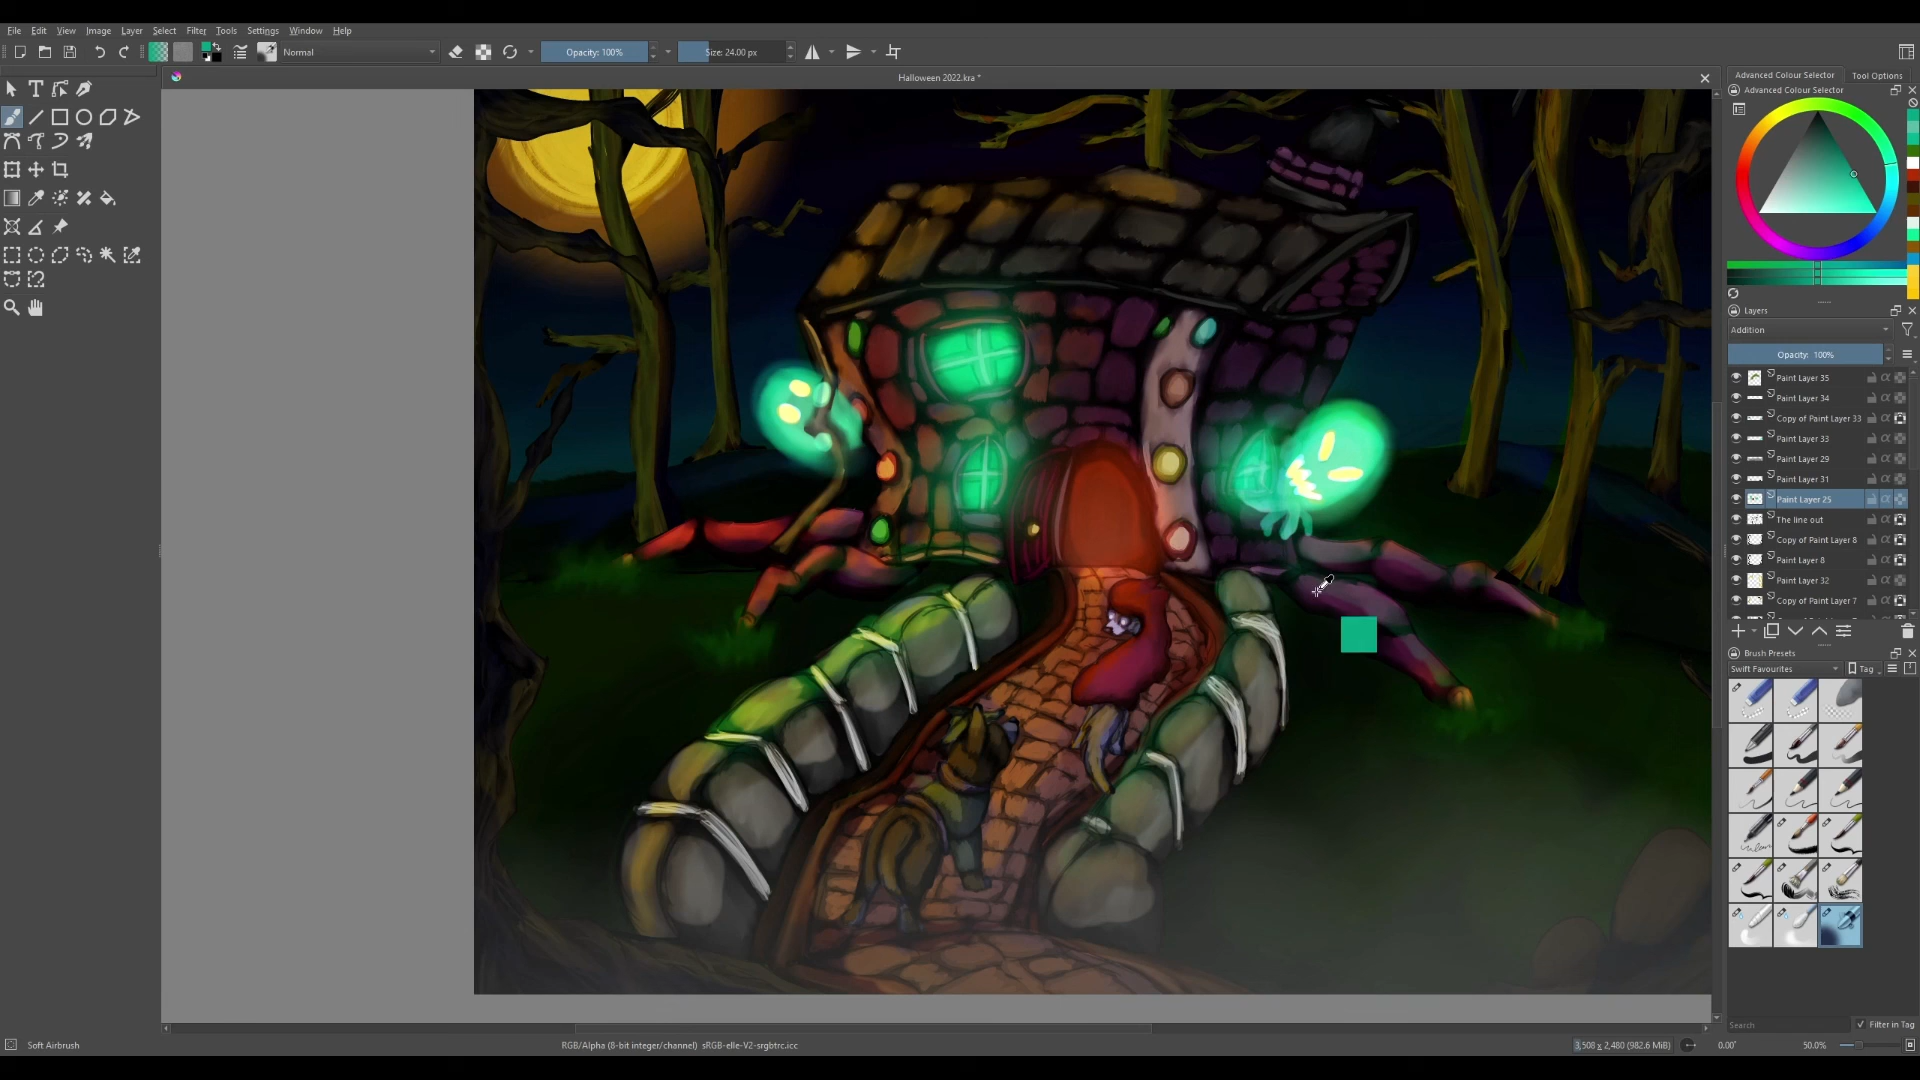 File Edit View Image Layer Select Filter Tools Settings Window Help
Normal Opacity: 100% Size: 24.00 px
Halloween 2022.kra *
Advanced Colour Selector Tool Options
Advanced Colour Selector
Layers
Addition
Opacity: 100%
Paint Layer 35
Paint Layer 34
Copy of Paint Layer 33
Paint Layer 33
Paint Layer 29
Paint Layer 31
Paint Layer 25
The line out
Copy of Paint Layer 8
Paint Layer 8
Paint Layer 32
Copy of Paint Layer 7
Brush Presets
Swift Favourites Tag
Search Filter in Tag
Soft Airbrush RGB/Alpha (8-bit integer/channel) sRGB-elle-V2-srgbtrc.icc 3,508 x 2,480 (982.6 MiB) 0.00° 50.0%